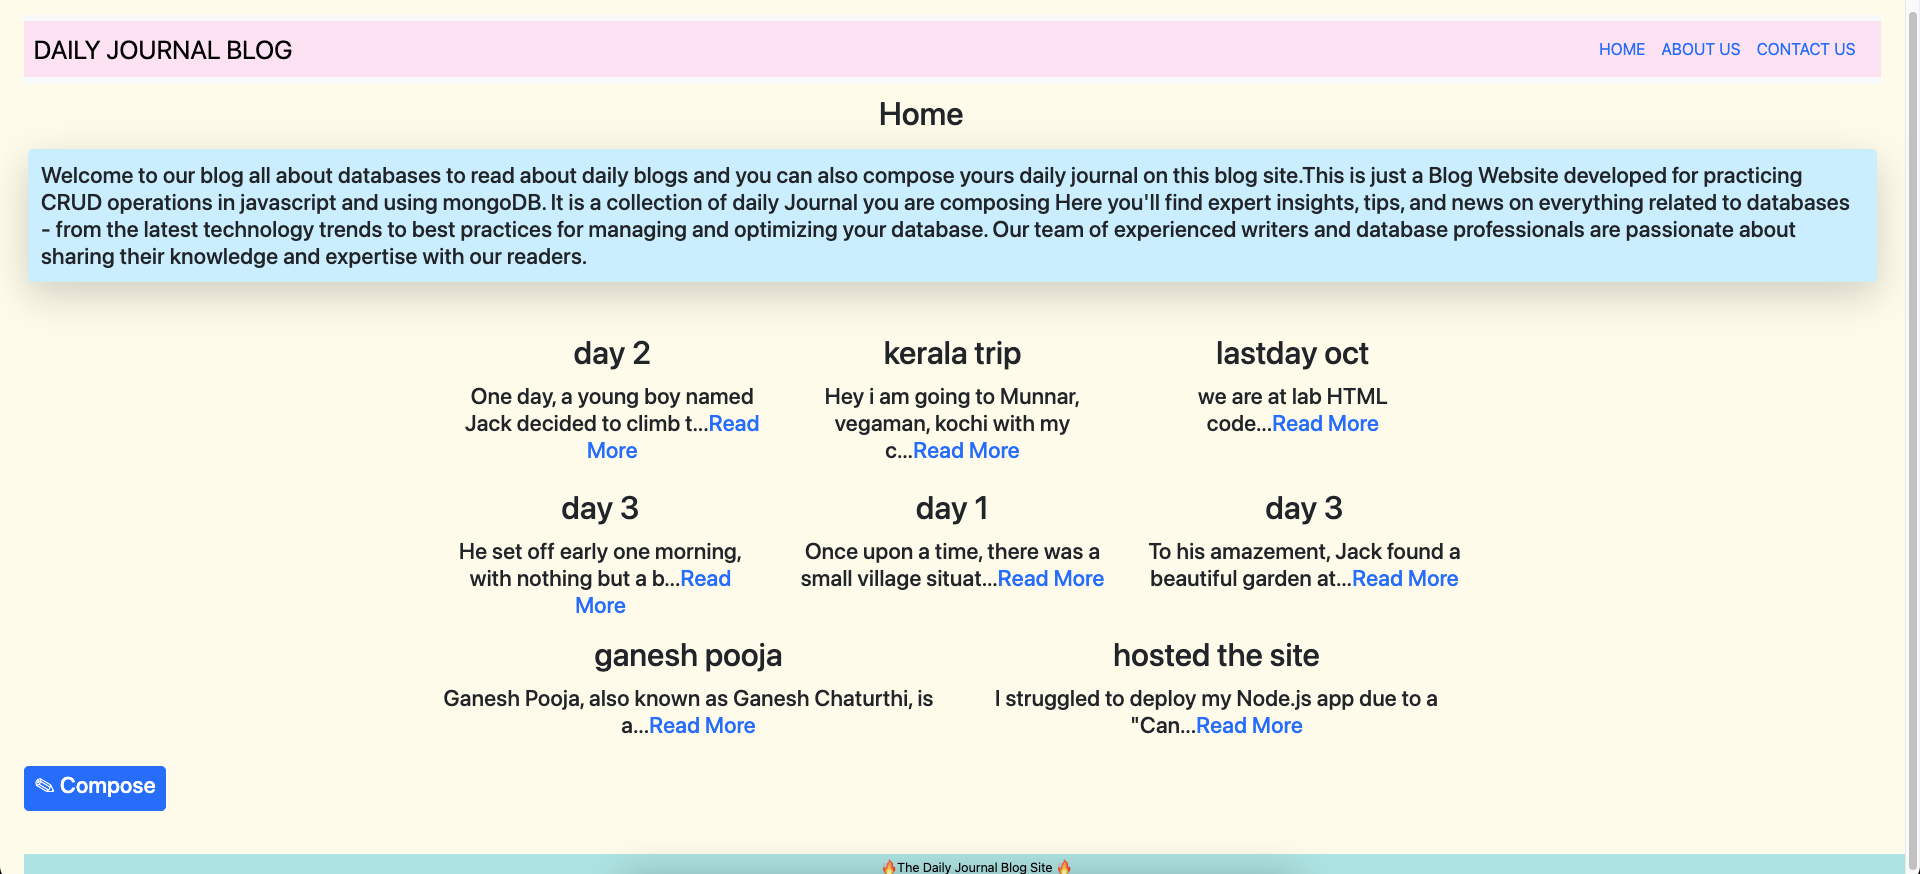 DAILY JOURNAL BLOG
HOME ABOUT US CONTACT US
Home
Welcome to our blog all about databases to read about daily blogs and you can also compose yours daily journal on this blog site.This is just a Blog Website developed for practicing
CRUD operations in javascript and using mongoDB. It is a collection of daily Journal you are composing Here you'll find expert insights, tips, and news on everything related to databases
- from the latest technology trends to best practices for managing and optimizing your database. Our team of experienced writers and database professionals are passionate about
sharing their knowledge and expertise with our readers.
day 2
One day, a young boy named
Jack decided to climb t...Read
More
kerala trip
Hey i am going to Munnar,
vegaman, kochi with my
c...Read More
lastday oct
we are at lab HTML
code...Read More
day 3
He set off early one morning,
with nothing but a b...Read
More
day 1
Once upon a time, there was a
small village situat...Read More
day 3
To his amazement, Jack found a
beautiful garden at...Read More
ganesh pooja
Ganesh Pooja, also known as Ganesh Chaturthi, is
a...Read More
hosted the site
I struggled to deploy my Node.js app due to a
"Can...Read More
✎ Compose
🔥The Daily Journal Blog Site 🔥